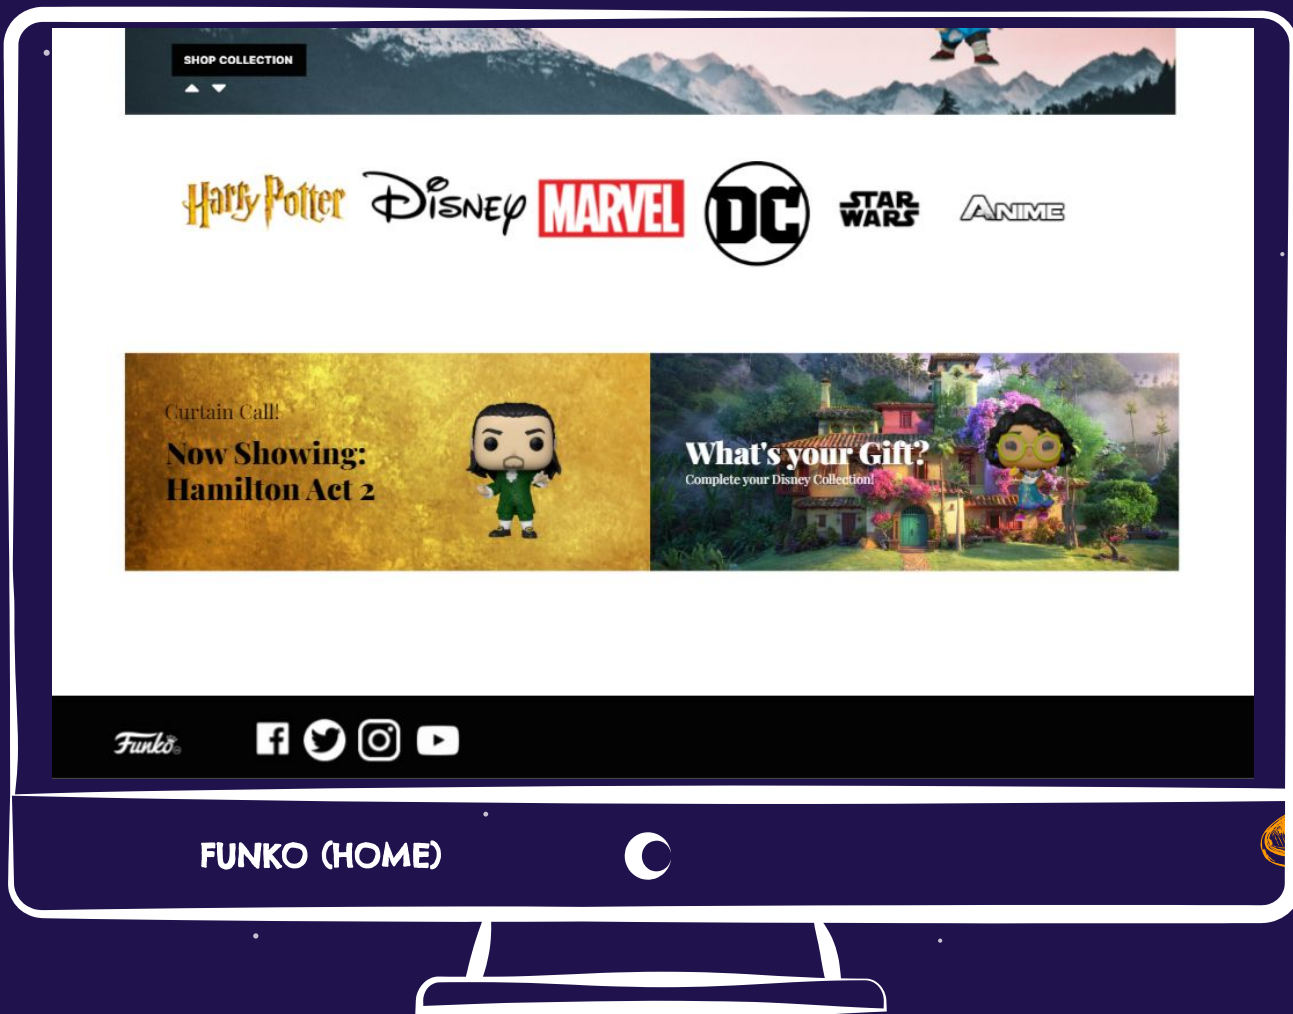 SHOP COLLECTION
Harry Potter DISNEY MARVEL DC STAR WARS ANIME
Curtain Call!
Now Showing:
Hamilton Act 2
What's your Gift?
Complete your Disney Collection!
Funko
FUNKO (HOME)